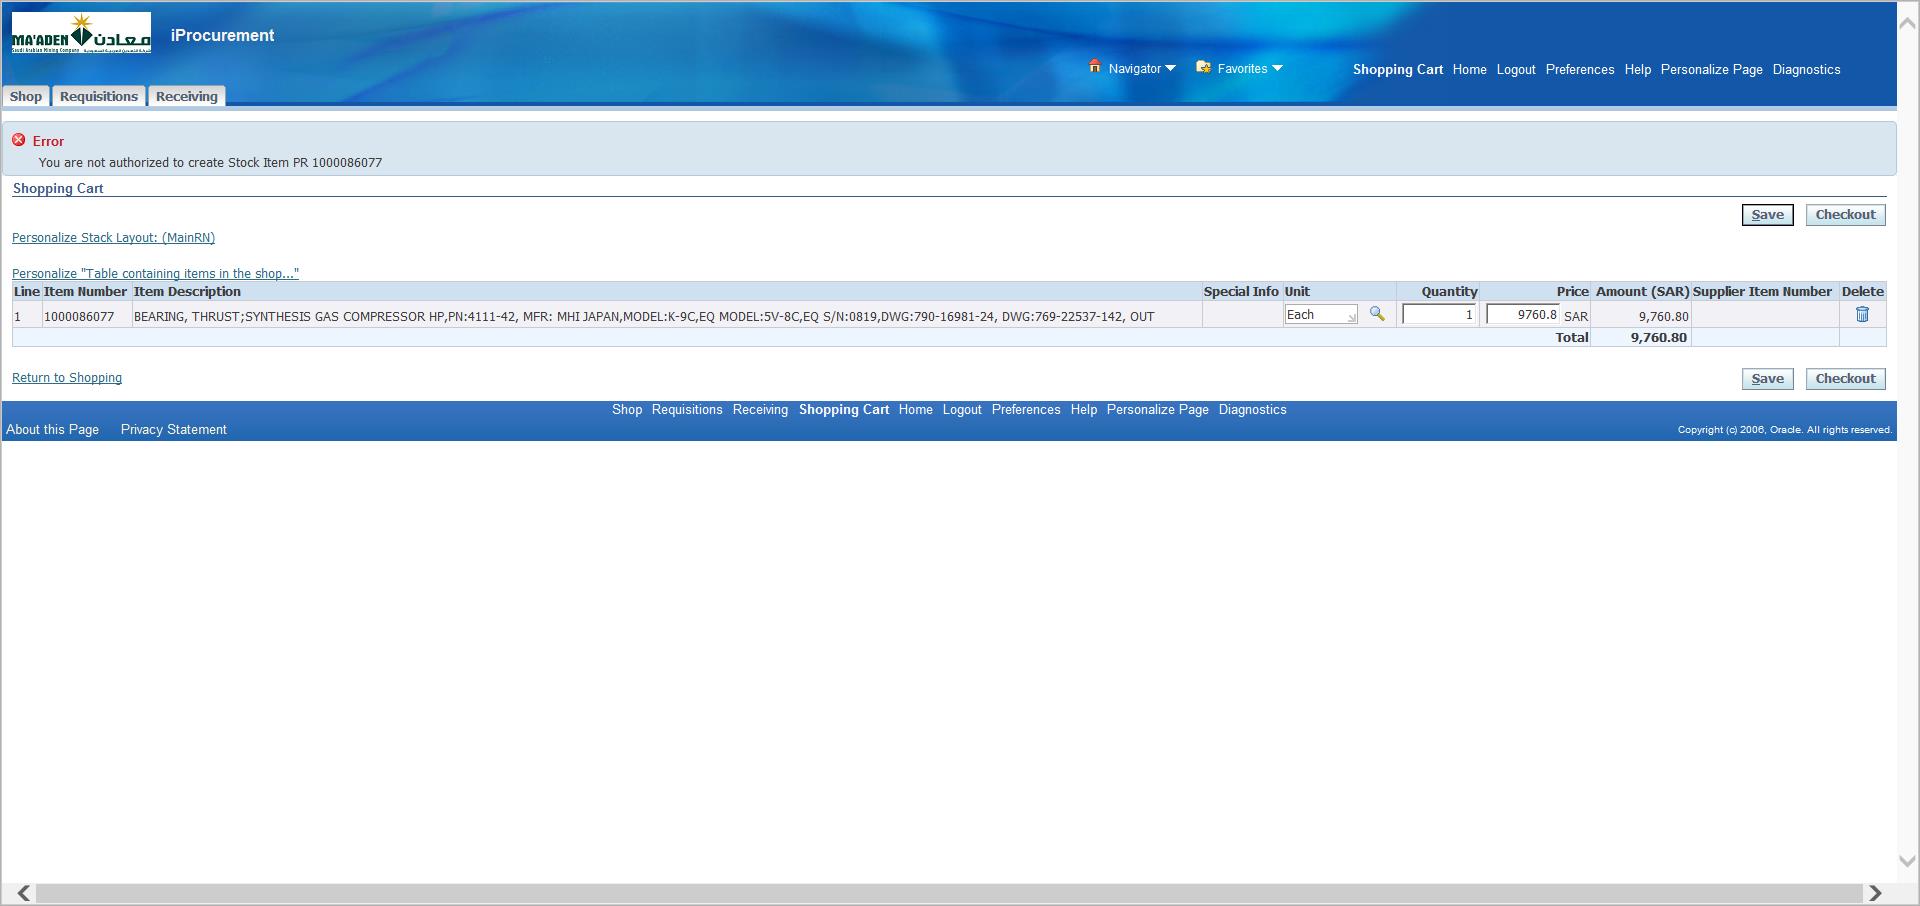 MA'ADEN معادن
Saudi Arabian Mining Company شركة التعدين العربية السعودية
iProcurement
Navigator Favorites Shopping Cart Home Logout Preferences Help Personalize Page Diagnostics
Shop Requisitions Receiving
Error
You are not authorized to create Stock Item PR 1000086077
Shopping Cart
Save Checkout
Personalize Stack Layout: (MainRN)
Personalize "Table containing items in the shop..."
Line Item Number Item Description Special Info Unit Quantity Price Amount (SAR) Supplier Item Number Delete
1 1000086077 BEARING, THRUST;SYNTHESIS GAS COMPRESSOR HP,PN:4111-42, MFR: MHI JAPAN,MODEL:K-9C,EQ MODEL:5V-8C,EQ S/N:0819,DWG:790-16981-24, DWG:769-22537-142, OUT Each 1 9760.8 SAR 9,760.80
Total 9,760.80
Return to Shopping
Save Checkout
Shop Requisitions Receiving Shopping Cart Home Logout Preferences Help Personalize Page Diagnostics
About this Page Privacy Statement Copyright (c) 2006, Oracle. All rights reserved.